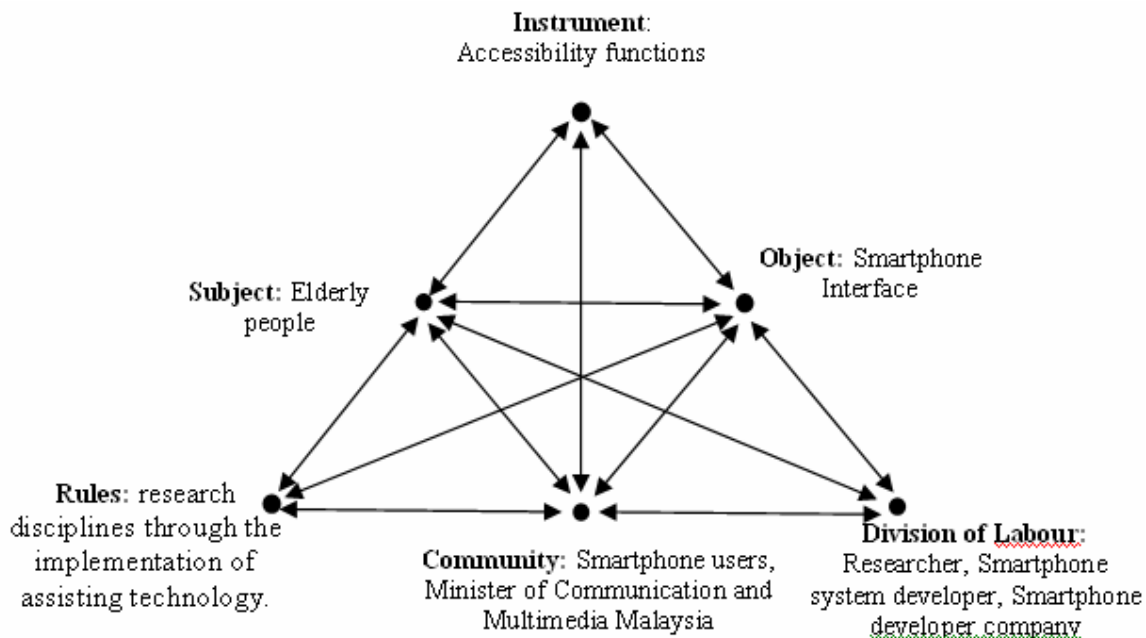 Instrument:
Accessibility functions
Subject: Elderly
people
Object: Smartphone
Interface
Rules: research
disciplines through the
implementation of
assisting technology.
Community: Smartphone users,
Minister of Communication and
Multimedia Malaysia
Division of Labour:
Researcher, Smartphone
system developer, Smartphone
developer company